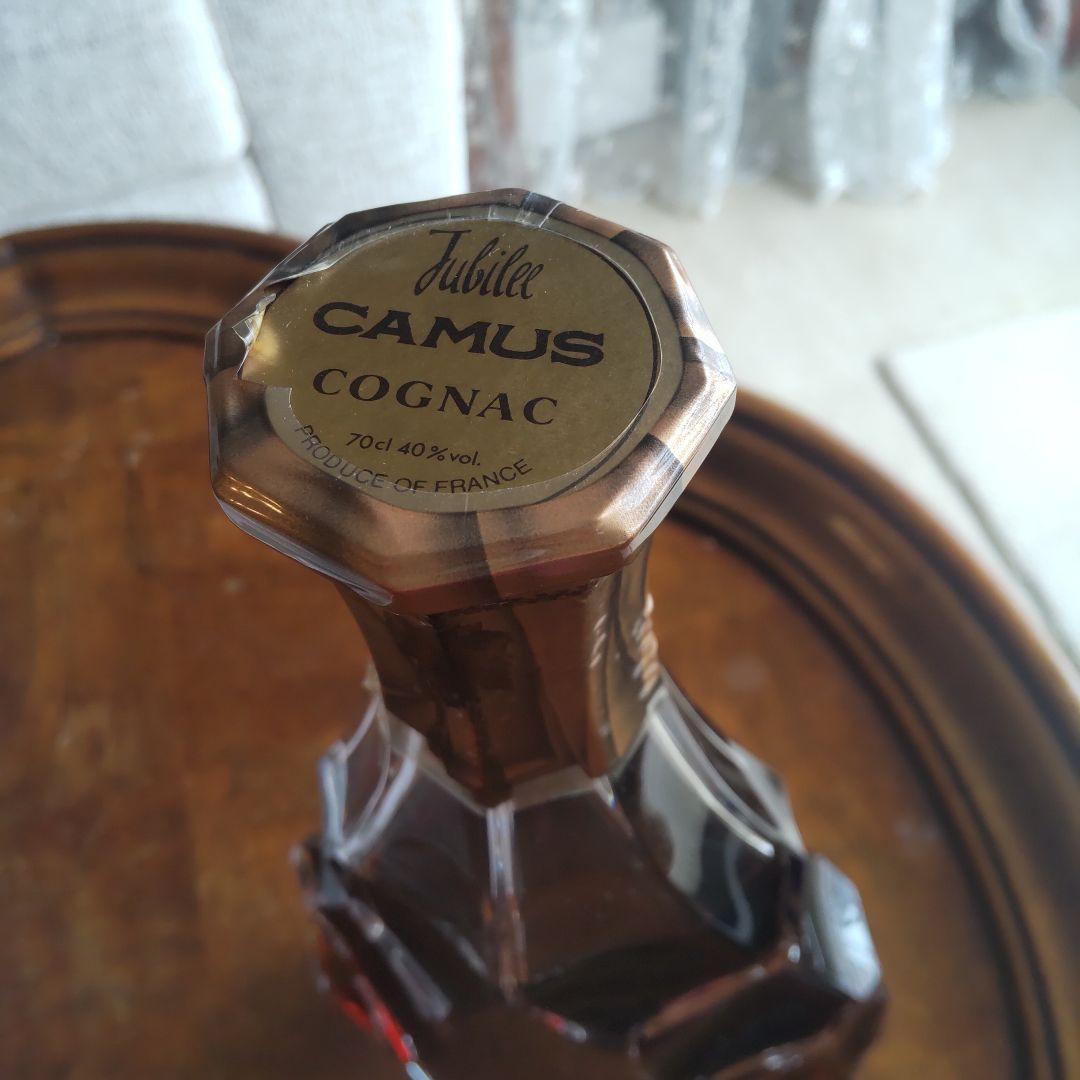 Jubilee
CAMUS
COGNAC
70cl 40%vol.
PRODUCE OF FRANCE